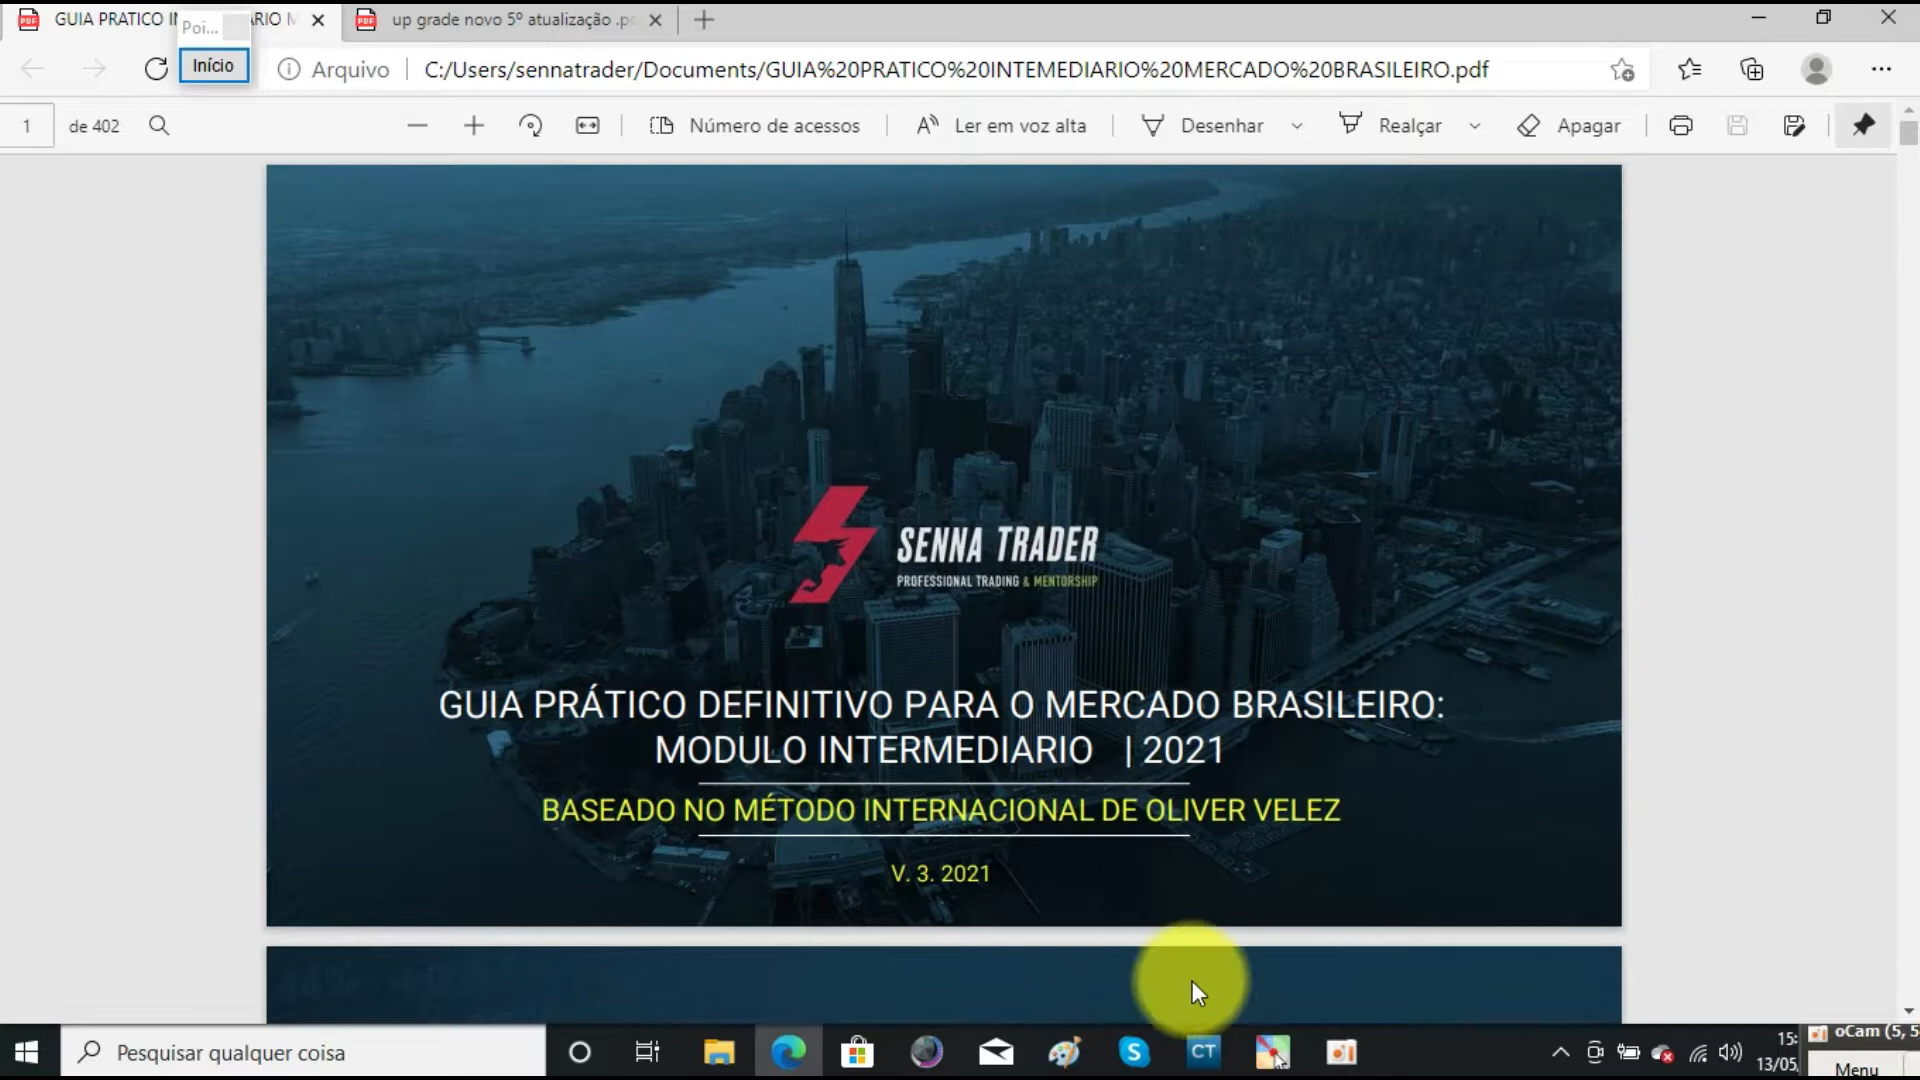 GUIA PRATICO IN
RIO M
up grade novo 5º atualização .p
Poi...
Início
Arquivo
C:/Users/sennatrader/Documents/GUIA%20PRATICO%20INTEMEDIARIO%20MERCADO%20BRASILEIRO.pdf
1
de 402
Número de acessos
Ler em voz alta
Desenhar
Realçar
Apagar
SENNA TRADER
PROFESSIONAL TRADING & MENTORSHIP
GUIA PRÁTICO DEFINITIVO PARA O MERCADO BRASILEIRO:
MODULO INTERMEDIARIO | 2021
BASEADO NO MÉTODO INTERNACIONAL DE OLIVER VELEZ
V. 3. 2021
Pesquisar qualquer coisa
CT
15:
13/05
oCam (5, 5
Menu